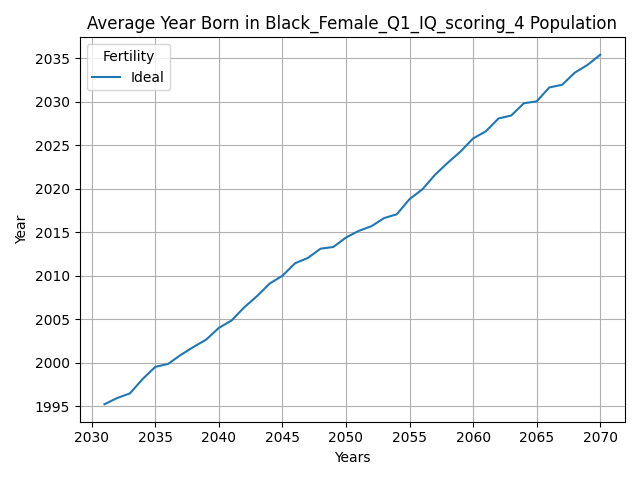 Average Year Born in Black_Female_Q1_IQ_scoring_4 Population
Fertility
Ideal
Year
2035
2030
2025
2020
2015
2010
2005
2000
1995
2030 2035 2040 2045 2050 2055 2060 2065 2070
Years